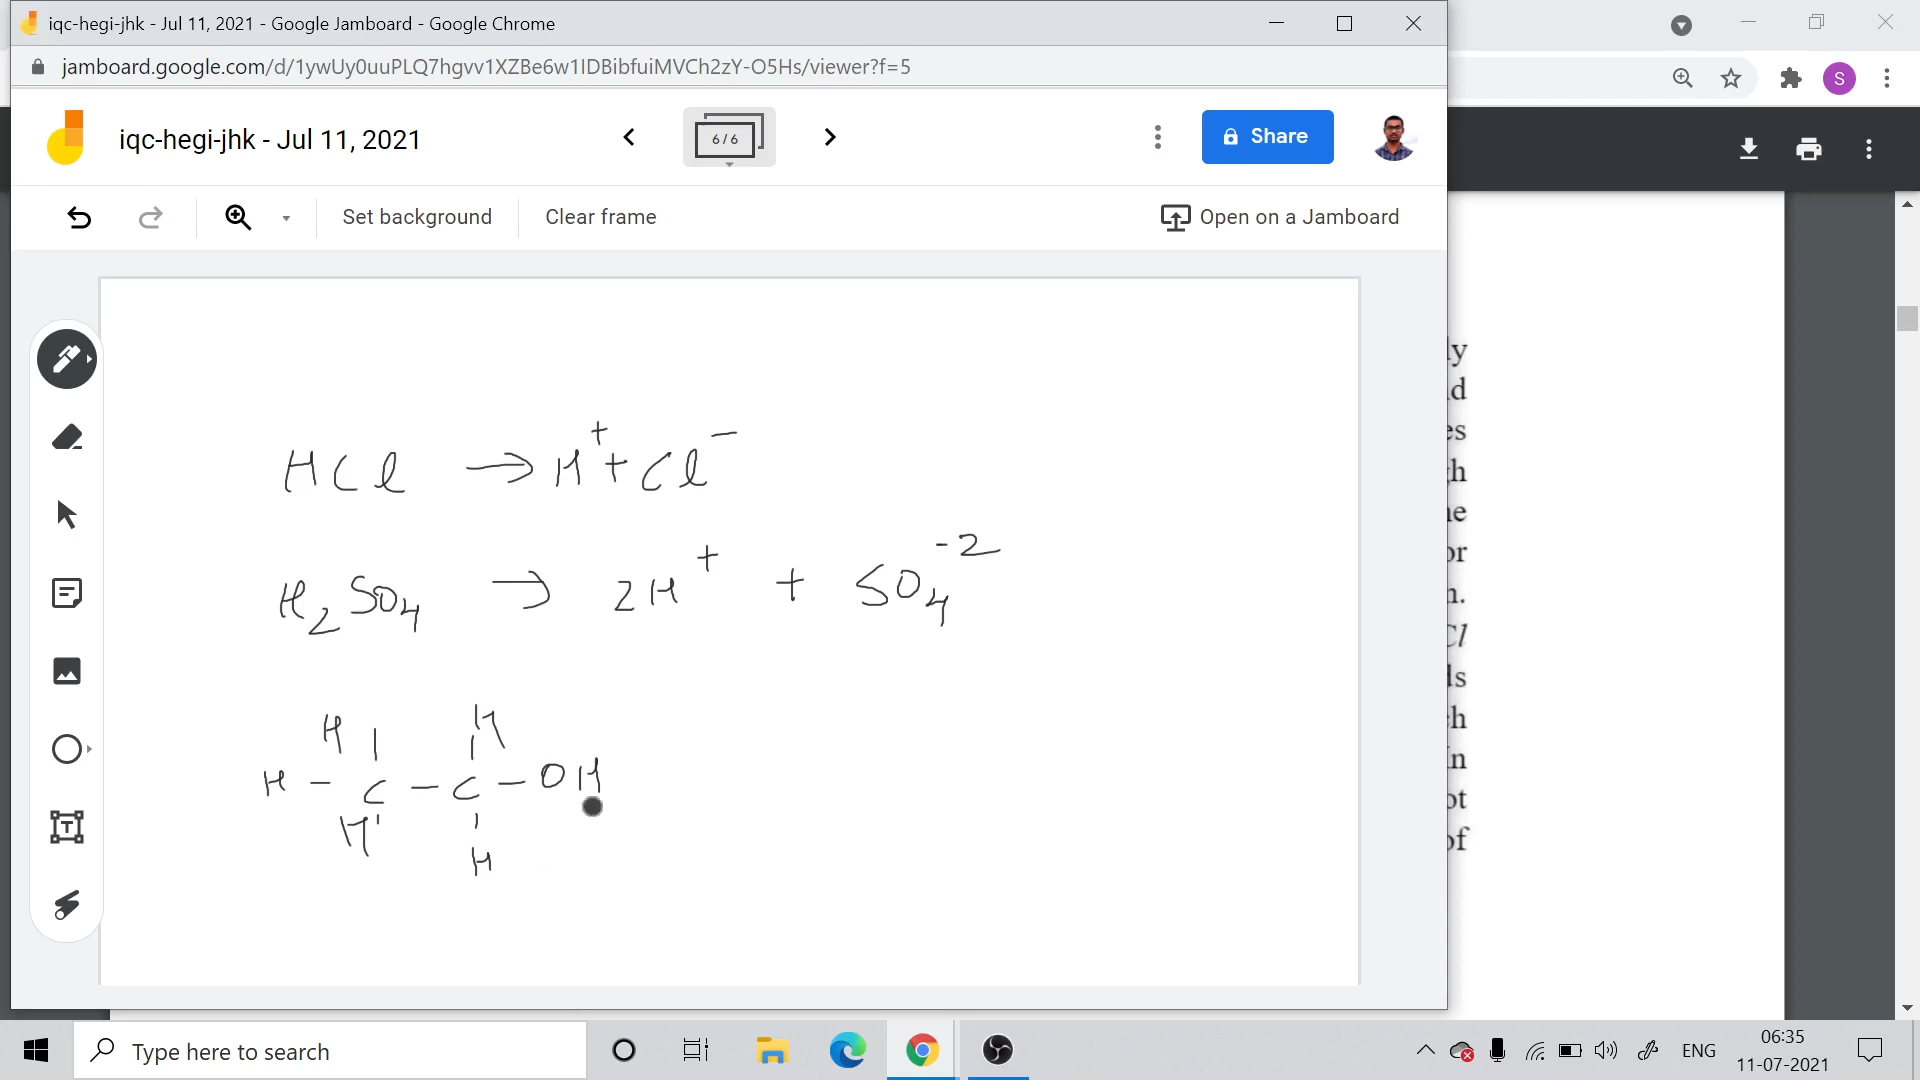 iqc-hegi-jhk - Jul 11, 2021 - Google Jamboard - Google Chrome
jamboard.google.com/d/1ywUy0uuPLQ7hgvv1XZBe6w1IDBibfuiMVCh2zY-O5Hs/viewer?f=5
S
iqc-hegi-jhk - Jul 11, 2021
6/6
Share
Set background
Clear frame
Open on a Jamboard
HCl → H⁺ + Cl⁻
H₂SO₄ → 2H⁺ + SO₄⁻²
H H
H - C - C - OH
H H
Type here to search
ENG
06:35
11-07-2021